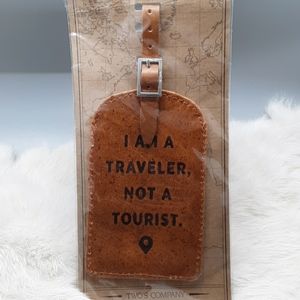 I AM A
TRAVELER,
NOT A
TOURIST.
TWO'S COMPANY